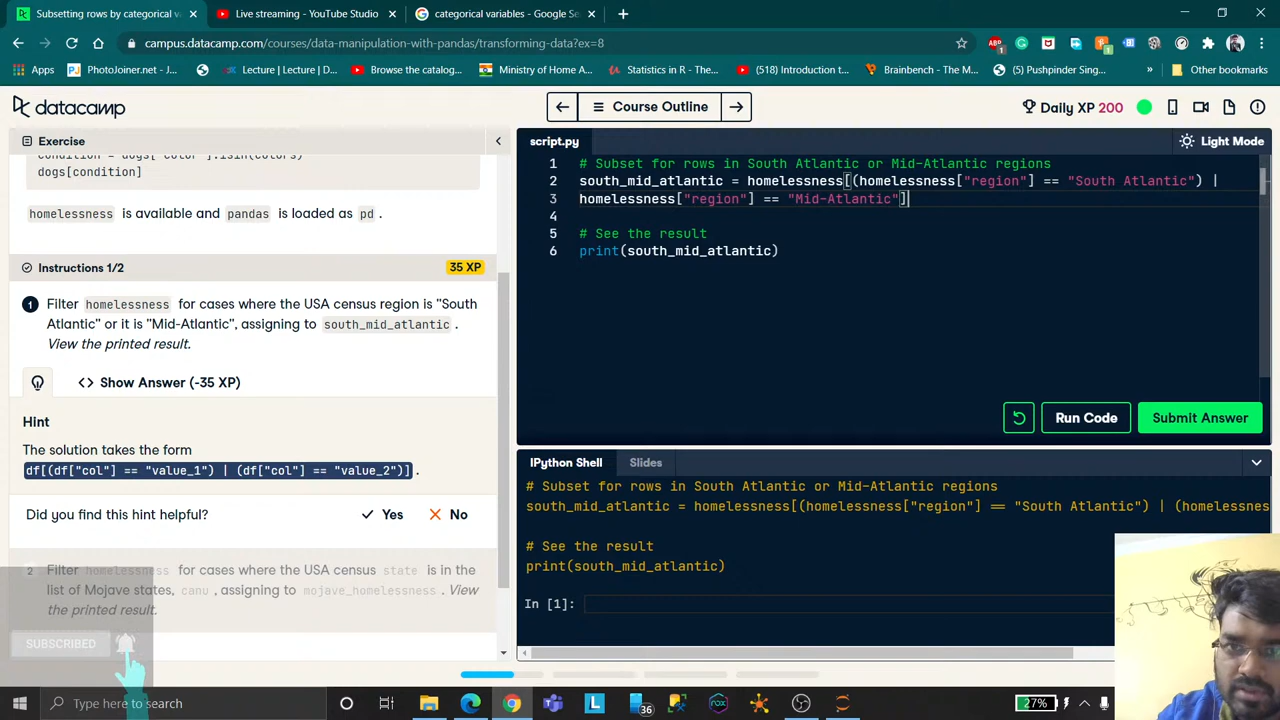 Subsetting rows by categorical v
Live streaming - YouTube Studio
categorical variables - Google Se
campus.datacamp.com/courses/data-manipulation-with-pandas/transforming-data?ex=8
Apps
PhotoJoiner.net - J...
Lecture | Lecture | D...
Browse the catalog...
Ministry of Home A...
Statistics in R - The...
(518) Introduction t...
Brainbench - The M...
(5) Pushpinder Sing...
»
Other bookmarks
datacamp
Course Outline
Daily XP 200
Exercise
condition = dogs["color"].isin(colors)
dogs[condition]
homelessness is available and pandas is loaded as pd .
Instructions 1/2
35 XP
1 Filter homelessness for cases where the USA census region is "South
Atlantic" or it is "Mid-Atlantic", assigning to south_mid_atlantic .
View the printed result.
<> Show Answer (-35 XP)
Hint
The solution takes the form
df[(df["col"] == "value_1") | (df["col"] == "value_2")] .
Did you find this hint helpful?
Yes
No
2 Filter homelessness for cases where the USA census state is in the
list of Mojave states, canu , assigning to mojave_homelessness . View
the printed result.
SUBSCRIBED
script.py
Light Mode
1 # Subset for rows in South Atlantic or Mid-Atlantic regions
2 south_mid_atlantic = homelessness[(homelessness["region"] == "South Atlantic") |
3 homelessness["region"] == "Mid-Atlantic"]
4
5 # See the result
6 print(south_mid_atlantic)
Run Code
Submit Answer
IPython Shell
Slides
# Subset for rows in South Atlantic or Mid-Atlantic regions
south_mid_atlantic = homelessness[(homelessness["region"] == "South Atlantic") | (homelessnes
# See the result
print(south_mid_atlantic)
In [1]:
Type here to search
36
27%